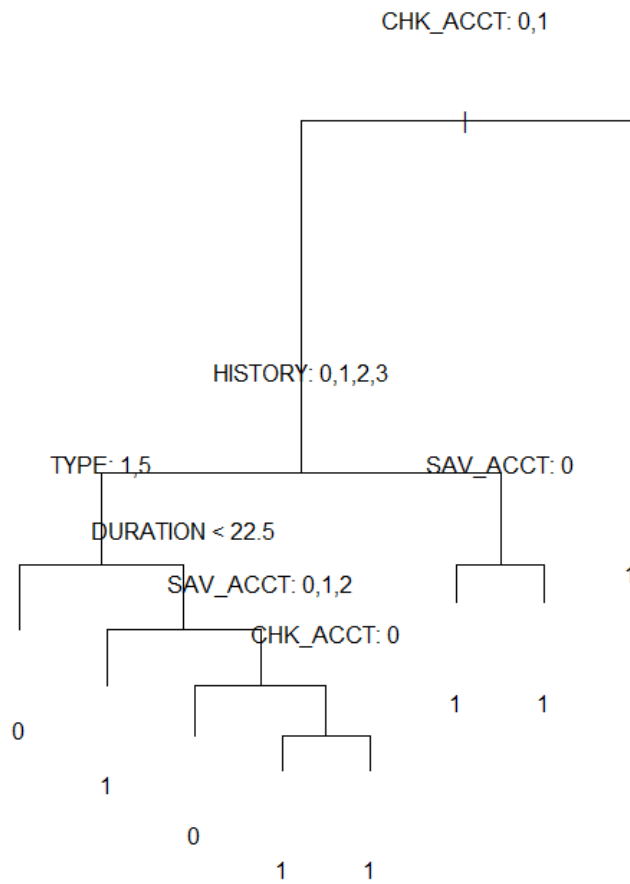 CHK_ACCT: 0,1
HISTORY: 0,1,2,3
TYPE: 1,5
SAV_ACCT: 0
DURATION < 22.5
1
SAV_ACCT: 0,1,2
CHK_ACCT: 0
1 1
0
1
0
1 1